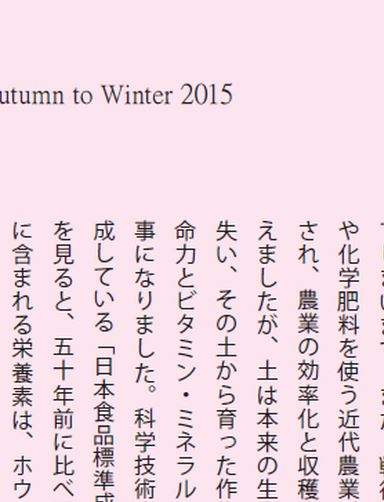 utumn to Winter 2015
や化学肥料を使う近代農業
され、農業の効率化と収穫
えましたが、土は本来の生
失い、その土から育った作
命力とビタミン・ミネラル
事になりました。科学技術
成している「日本食品標準成
を見ると、五十年前に比べ
に含まれる栄養素は、ホウ